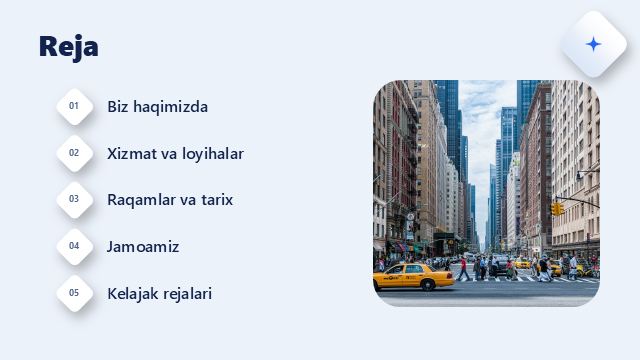 Reja
01 Biz haqimizda
02 Xizmat va loyihalar
03 Raqamlar va tarix
04 Jamoamiz
05 Kelajak rejalari